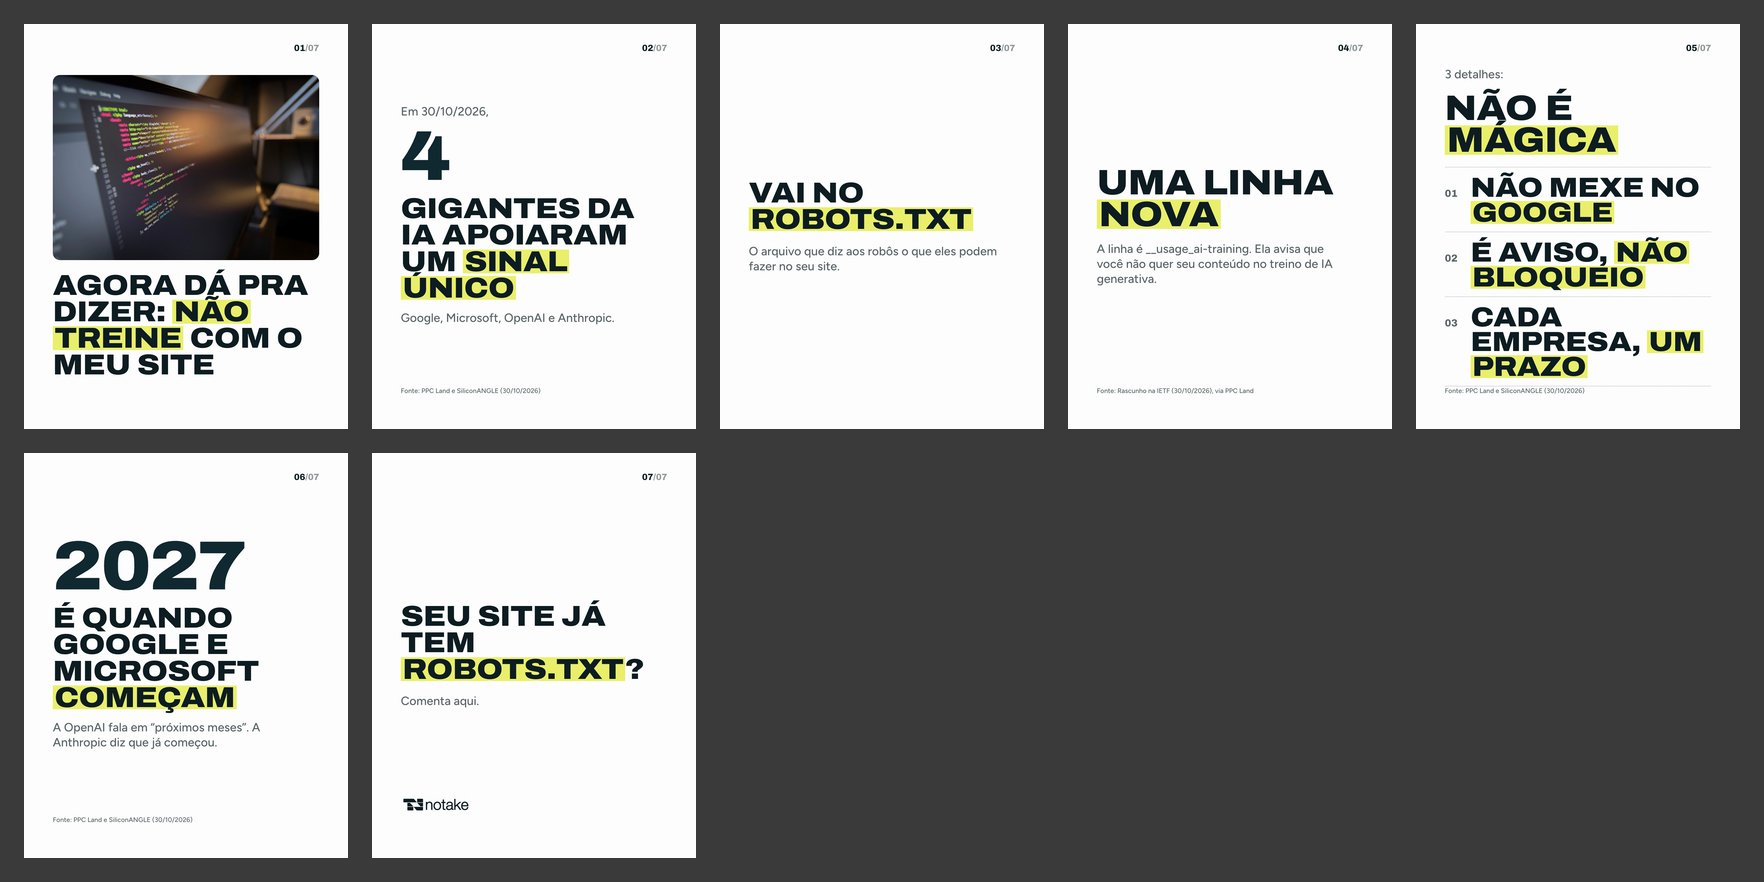 01/07
AGORA DÁ PRA
DIZER: NÃO
TREINE COM O
MEU SITE
02/07
Em 30/10/2026,
4
GIGANTES DA
IA APOIARAM
UM SINAL
ÚNICO
Google, Microsoft, OpenAI e Anthropic.
Fonte: PPC Land e SiliconANGLE (30/10/2026)
03/07
VAI NO
ROBOTS.TXT
O arquivo que diz aos robôs o que eles podem
fazer no seu site.
04/07
UMA LINHA
NOVA
A linha é __usage_ai-training. Ela avisa que
você não quer seu conteúdo no treino de IA
generativa.
Fonte: Rascunho na IETF (30/10/2026), via PPC Land
05/07
3 detalhes:
NÃO É
MÁGICA
01 NÃO MEXE NO
GOOGLE
02 É AVISO, NÃO
BLOQUEIO
03 CADA
EMPRESA, UM
PRAZO
Fonte: PPC Land e SiliconANGLE (30/10/2026)
06/07
2027
É QUANDO
GOOGLE E
MICROSOFT
COMEÇAM
A OpenAI fala em “próximos meses”. A
Anthropic diz que já começou.
Fonte: PPC Land e SiliconANGLE (30/10/2026)
07/07
SEU SITE JÁ
TEM
ROBOTS.TXT?
Comenta aqui.
notake